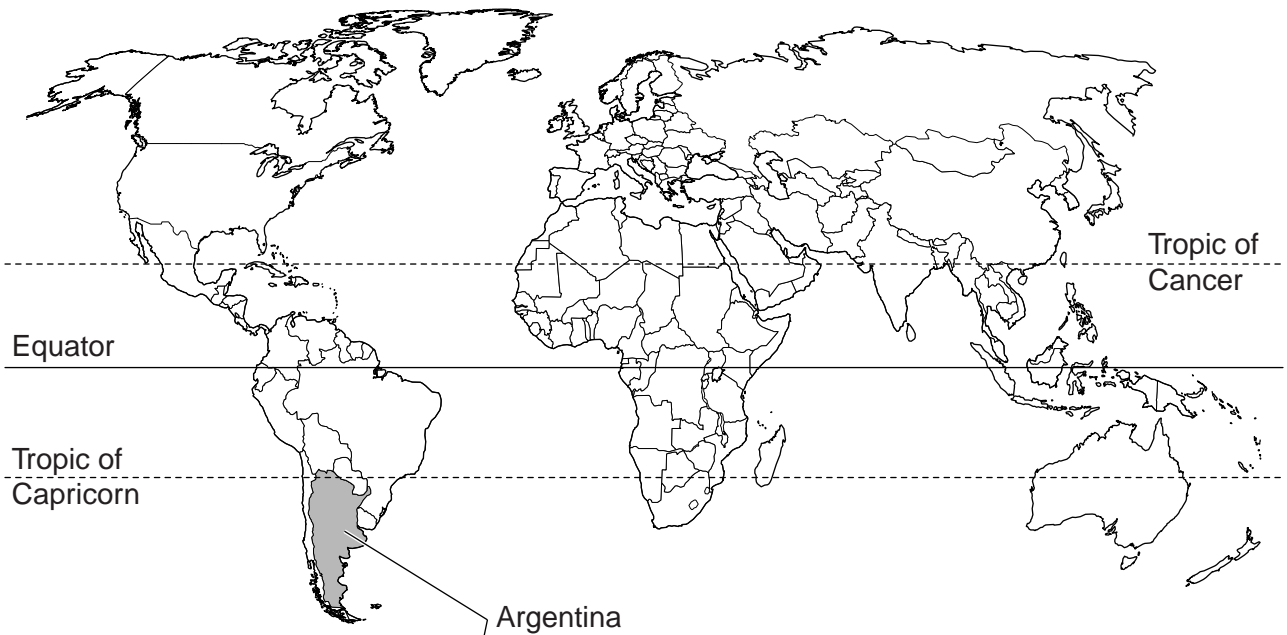 Tropic of
Cancer
Equator
Tropic of
Capricorn
Argentina